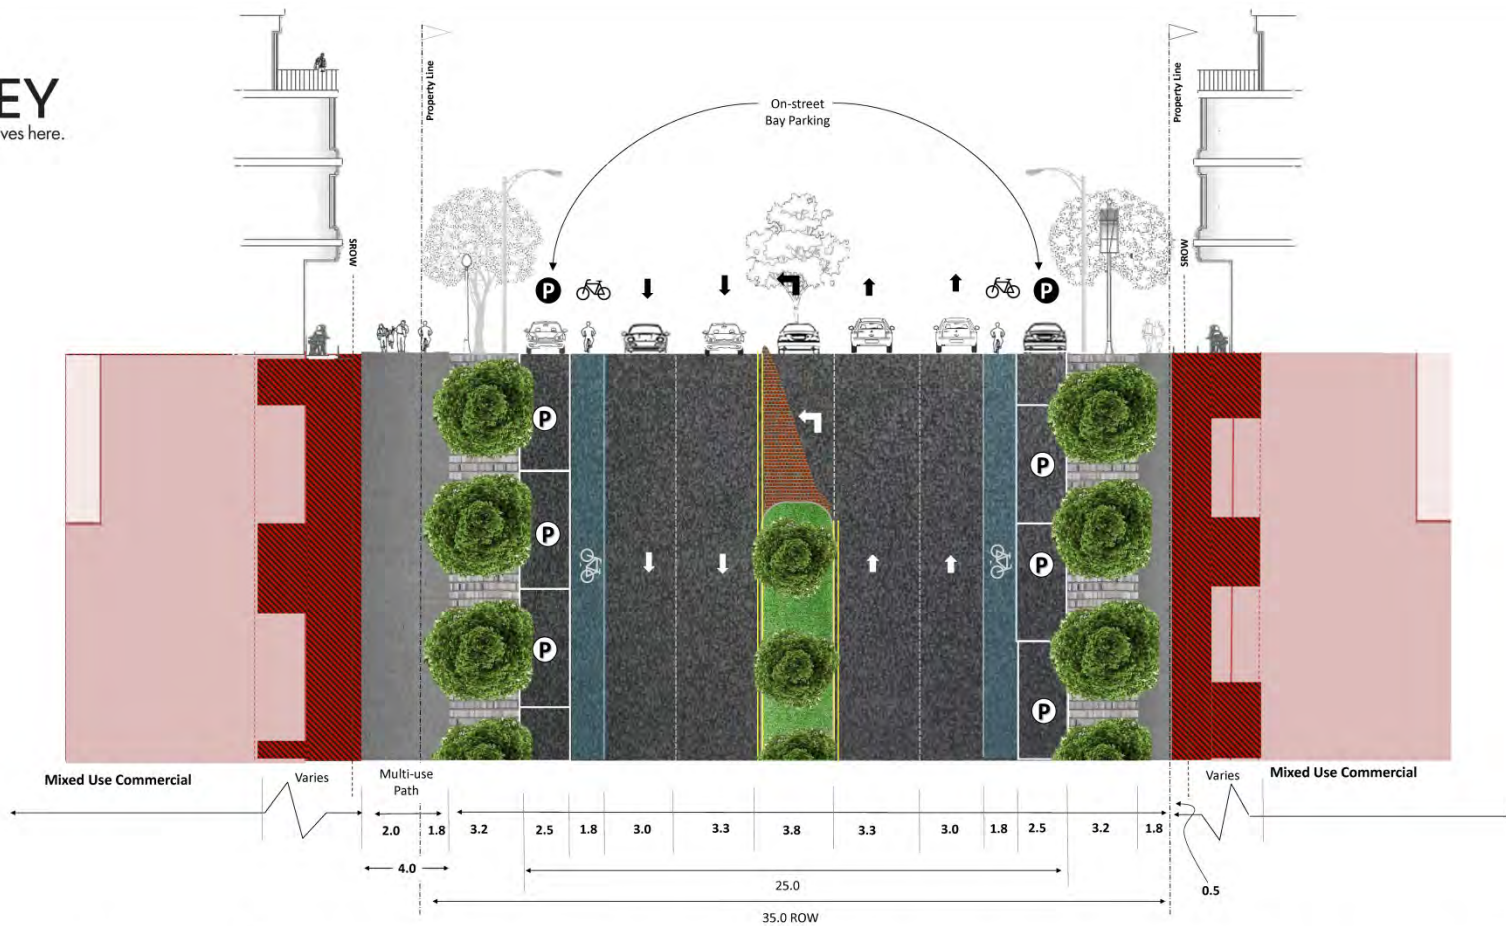 EY
ves here.
Property Line
Property Line
On-street
Bay Parking
SROW
SROW
P
P
P
P
P
P
P
P
Mixed Use Commercial
Varies
Multi-use
Path
Varies
Mixed Use Commercial
2.0
1.8
3.2
2.5
1.8
3.0
3.3
3.8
3.3
3.0
1.8
2.5
3.2
1.8
4.0
25.0
0.5
35.0 ROW